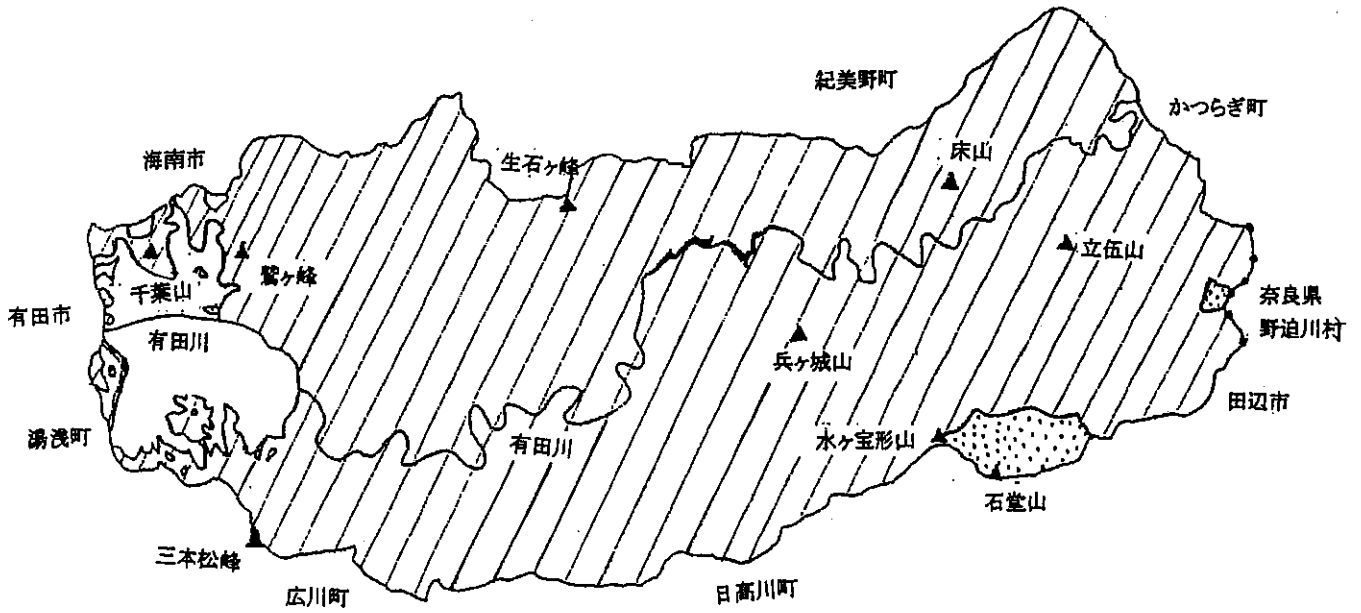 紀美野町
かつらぎ町
海南市
生石ヶ峰
床山
立伍山
千葉山
鷲ヶ峰
奈良県
野迫川村
有田市
有田川
兵ヶ城山
田辺市
湯浅町
有田川
水ヶ宝形山
石堂山
三本松峰
広川町
日高川町